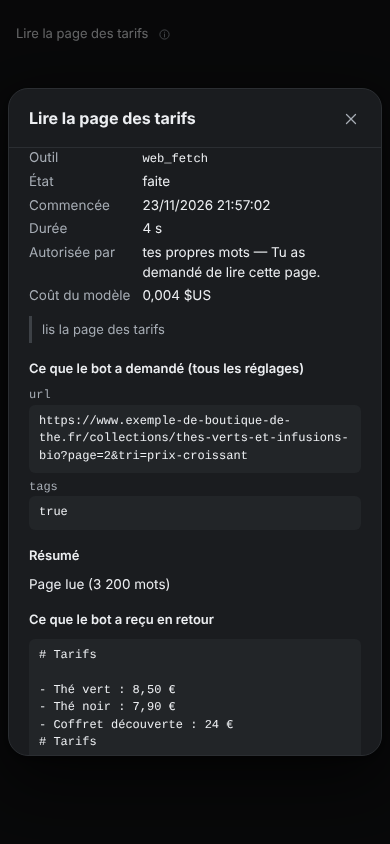 Lire la page des tarifs
Lire la page des tarifs
Outil web_fetch
État faite
Commencée 23/11/2026 21:57:02
Durée 4 s
Autorisée par tes propres mots — Tu as
demandé de lire cette page.
Coût du modèle 0,004 $US
lis la page des tarifs
Ce que le bot a demandé (tous les réglages)
url
https://www.exemple-de-boutique-de-
the.fr/collections/thes-verts-et-infusions-
bio?page=2&tri=prix-croissant
tags
true
Résumé
Page lue (3 200 mots)
Ce que le bot a reçu en retour
# Tarifs
- Thé vert : 8,50 €
- Thé noir : 7,90 €
- Coffret découverte : 24 €
# Tarifs